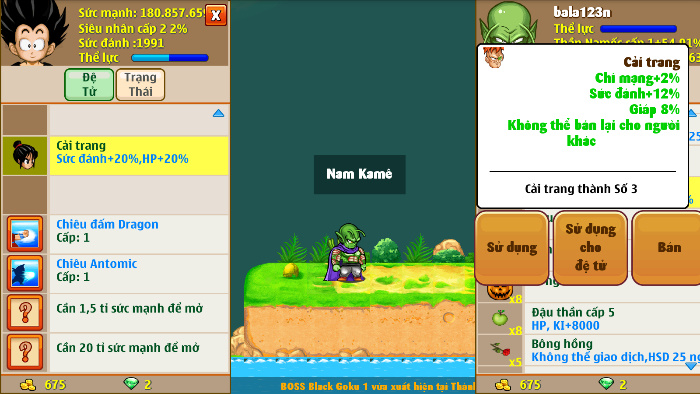 Sức mạnh: 180.857.659
Siêu nhân cấp 2 2%
Sức đánh :1991
Thể lực
X
Đệ
Tử
Trạng
Thái
Cải trang
Sức đánh+20%,HP+20%
Chiêu đấm Dragon
Cấp: 1
Chiêu Antomic
Cấp: 1
Cần 1,5 tỉ sức mạnh để mở
Cần 20 tỉ sức mạnh để mở
675
2
Nam Kamê
BOSS Black Goku 1 vừa xuất hiện tại Thành
bala123n
Thể lực
Cải trang
Chí mạng+2%
Sức đánh+12%
Giáp 8%
Không thể bán lại cho người
khác
Cải trang thành Số 3
Sử dụng
Sử dụng
cho
đệ tử
Bán
x8
Đậu thần cấp 5
HP, KI+8000
x8
Bông hồng
Không thể giao dịch,HSD 25 ng
x5
675
2